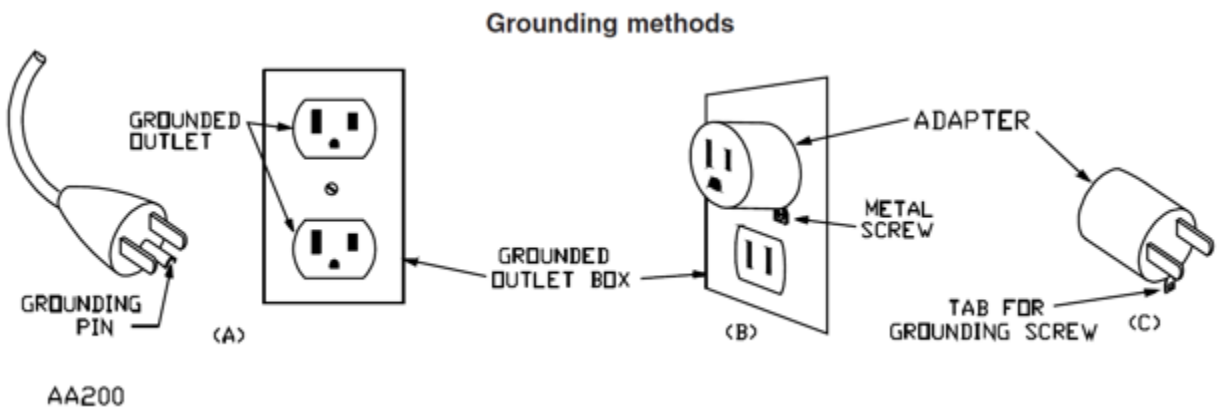 Grounding methods
GROUNDED
OUTLET
GROUNDING
PIN
(A)
GROUNDED
OUTLET BOX
ADAPTER
METAL
SCREW
(B)
TAB FOR
GROUNDING SCREW
(C)
AA200